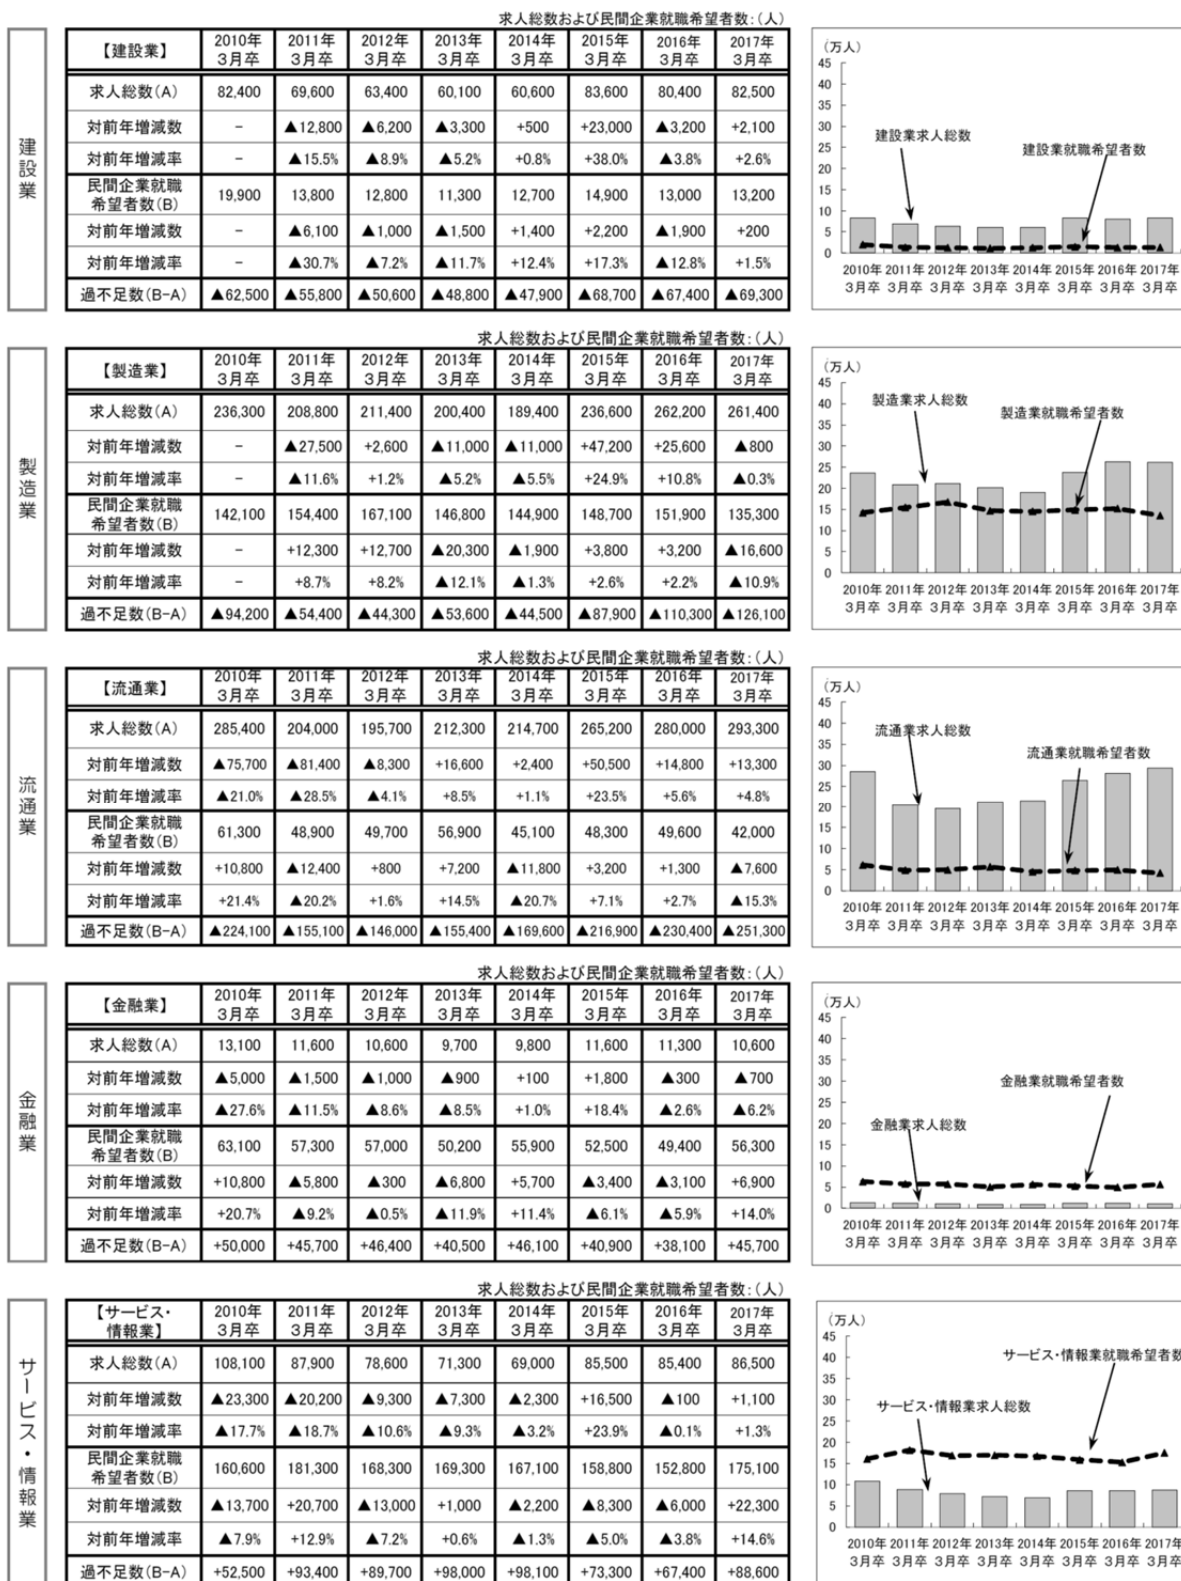 求人総数および民間企業就職希望者数:(人)
建設業
【建設業】 2010年3月卒 2011年3月卒 2012年3月卒 2013年3月卒 2014年3月卒 2015年3月卒 2016年3月卒 2017年3月卒
求人総数(A) 82,400 69,600 63,400 60,100 60,600 83,600 80,400 82,500
対前年増減数 − ▲12,800 ▲6,200 ▲3,300 +500 +23,000 ▲3,200 +2,100
対前年増減率 − ▲15.5% ▲8.9% ▲5.2% +0.8% +38.0% ▲3.8% +2.6%
民間企業就職希望者数(B) 19,900 13,800 12,800 11,300 12,700 14,900 13,000 13,200
対前年増減数 − ▲6,100 ▲1,000 ▲1,500 +1,400 +2,200 ▲1,900 +200
対前年増減率 − ▲30.7% ▲7.2% ▲11.7% +12.4% +17.3% ▲12.8% +1.5%
過不足数(B−A) ▲62,500 ▲55,800 ▲50,600 ▲48,800 ▲47,900 ▲68,700 ▲67,400 ▲69,300
(万人)
45
40
35
30
25
20
15
10
5
0
建設業求人総数
建設業就職希望者数
2010年 2011年 2012年 2013年 2014年 2015年 2016年 2017年
3月卒 3月卒 3月卒 3月卒 3月卒 3月卒 3月卒 3月卒
求人総数および民間企業就職希望者数:(人)
製造業
【製造業】 2010年3月卒 2011年3月卒 2012年3月卒 2013年3月卒 2014年3月卒 2015年3月卒 2016年3月卒 2017年3月卒
求人総数(A) 236,300 208,800 211,400 200,400 189,400 236,600 262,200 261,400
対前年増減数 − ▲27,500 +2,600 ▲11,000 ▲11,000 +47,200 +25,600 ▲800
対前年増減率 − ▲11.6% +1.2% ▲5.2% ▲5.5% +24.9% +10.8% ▲0.3%
民間企業就職希望者数(B) 142,100 154,400 167,100 146,800 144,900 148,700 151,900 135,300
対前年増減数 − +12,300 +12,700 ▲20,300 ▲1,900 +3,800 +3,200 ▲16,600
対前年増減率 − +8.7% +8.2% ▲12.1% ▲1.3% +2.6% +2.2% ▲10.9%
過不足数(B−A) ▲94,200 ▲54,400 ▲44,300 ▲53,600 ▲44,500 ▲87,900 ▲110,300 ▲126,100
(万人)
45
40
35
30
25
20
15
10
5
0
製造業求人総数
製造業就職希望者数
2010年 2011年 2012年 2013年 2014年 2015年 2016年 2017年
3月卒 3月卒 3月卒 3月卒 3月卒 3月卒 3月卒 3月卒
求人総数および民間企業就職希望者数:(人)
流通業
【流通業】 2010年3月卒 2011年3月卒 2012年3月卒 2013年3月卒 2014年3月卒 2015年3月卒 2016年3月卒 2017年3月卒
求人総数(A) 285,400 204,000 195,700 212,300 214,700 265,200 280,000 293,300
対前年増減数 ▲75,700 ▲81,400 ▲8,300 +16,600 +2,400 +50,500 +14,800 +13,300
対前年増減率 ▲21.0% ▲28.5% ▲4.1% +8.5% +1.1% +23.5% +5.6% +4.8%
民間企業就職希望者数(B) 61,300 48,900 49,700 56,900 45,100 48,300 49,600 42,000
対前年増減数 +10,800 ▲12,400 +800 +7,200 ▲11,800 +3,200 +1,300 ▲7,600
対前年増減率 +21.4% ▲20.2% +1.6% +14.5% ▲20.7% +7.1% +2.7% ▲15.3%
過不足数(B−A) ▲224,100 ▲155,100 ▲146,000 ▲155,400 ▲169,600 ▲216,900 ▲230,400 ▲251,300
(万人)
45
40
35
30
25
20
15
10
5
0
流通業求人総数
流通業就職希望者数
2010年 2011年 2012年 2013年 2014年 2015年 2016年 2017年
3月卒 3月卒 3月卒 3月卒 3月卒 3月卒 3月卒 3月卒
求人総数および民間企業就職希望者数:(人)
金融業
【金融業】 2010年3月卒 2011年3月卒 2012年3月卒 2013年3月卒 2014年3月卒 2015年3月卒 2016年3月卒 2017年3月卒
求人総数(A) 13,100 11,600 10,600 9,700 9,800 11,600 11,300 10,600
対前年増減数 ▲5,000 ▲1,500 ▲1,000 ▲900 +100 +1,800 ▲300 ▲700
対前年増減率 ▲27.6% ▲11.5% ▲8.6% ▲8.5% +1.0% +18.4% ▲2.6% ▲6.2%
民間企業就職希望者数(B) 63,100 57,300 57,000 50,200 55,900 52,500 49,400 56,300
対前年増減数 +10,800 ▲5,800 ▲300 ▲6,800 +5,700 ▲3,400 ▲3,100 +6,900
対前年増減率 +20.7% ▲9.2% ▲0.5% ▲11.9% +11.4% ▲6.1% ▲5.9% +14.0%
過不足数(B−A) +50,000 +45,700 +46,400 +40,500 +46,100 +40,900 +38,100 +45,700
(万人)
45
40
35
30
25
20
15
10
5
0
金融業就職希望者数
金融業求人総数
2010年 2011年 2012年 2013年 2014年 2015年 2016年 2017年
3月卒 3月卒 3月卒 3月卒 3月卒 3月卒 3月卒 3月卒
求人総数および民間企業就職希望者数:(人)
サービス・情報業
【サービス・情報業】 2010年3月卒 2011年3月卒 2012年3月卒 2013年3月卒 2014年3月卒 2015年3月卒 2016年3月卒 2017年3月卒
求人総数(A) 108,100 87,900 78,600 71,300 69,000 85,500 85,400 86,500
対前年増減数 ▲23,300 ▲20,200 ▲9,300 ▲7,300 ▲2,300 +16,500 ▲100 +1,100
対前年増減率 ▲17.7% ▲18.7% ▲10.6% ▲9.3% ▲3.2% +23.9% ▲0.1% +1.3%
民間企業就職希望者数(B) 160,600 181,300 168,300 169,300 167,100 158,800 152,800 175,100
対前年増減数 ▲13,700 +20,700 ▲13,000 +1,000 ▲2,200 ▲8,300 ▲6,000 +22,300
対前年増減率 ▲7.9% +12.9% ▲7.2% +0.6% ▲1.3% ▲5.0% ▲3.8% +14.6%
過不足数(B−A) +52,500 +93,400 +89,700 +98,000 +98,100 +73,300 +67,400 +88,600
(万人)
45
40
35
30
25
20
15
10
5
0
サービス・情報業就職希望者数
サービス・情報業求人総数
2010年 2011年 2012年 2013年 2014年 2015年 2016年 2017年
3月卒 3月卒 3月卒 3月卒 3月卒 3月卒 3月卒 3月卒